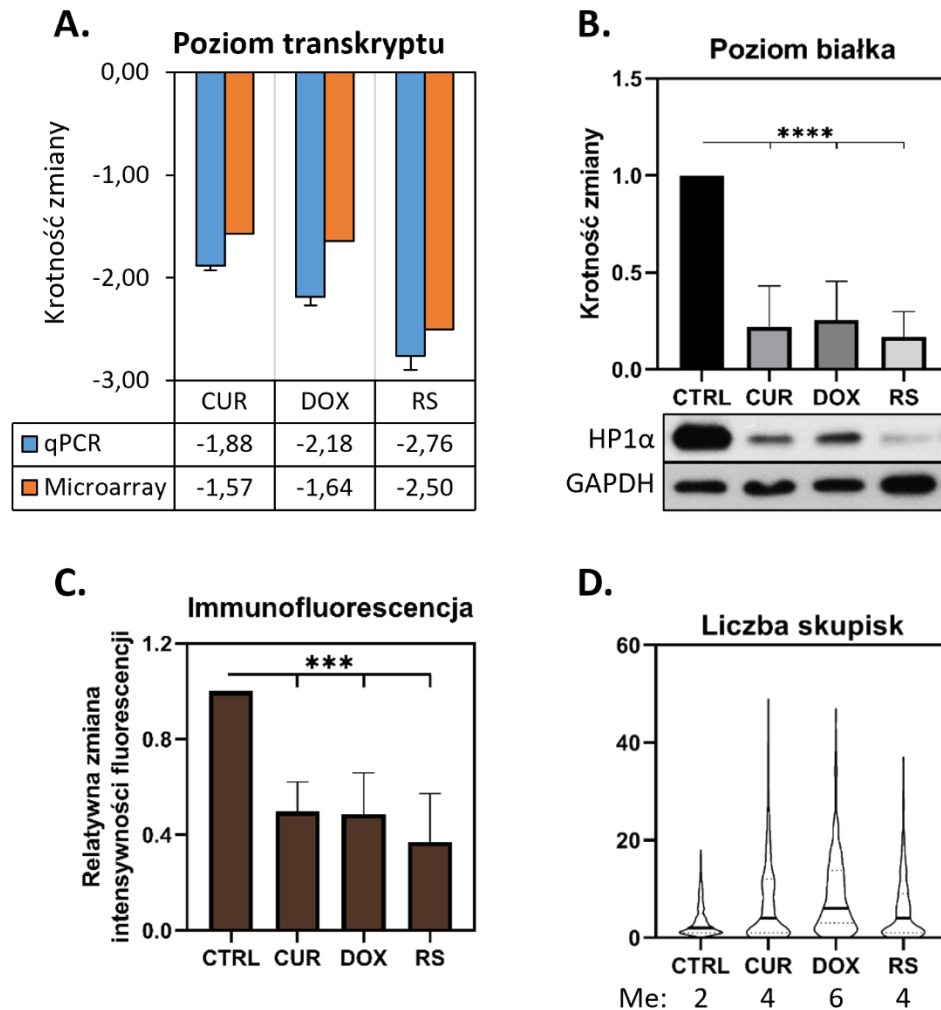 A.
Poziom transkryptu
Krotność zmiany
0,00
-1,00
-2,00
-3,00
CUR DOX RS
qPCR -1,88 -2,18 -2,76
Microarray -1,57 -1,64 -2,50
B.
Poziom białka
Krotność zmiany
1.5
1.0
0.5
0.0
****
CTRL CUR DOX RS
HP1α
GAPDH
C.
Immunofluorescencja
Relatywna zmiana
intensywności fluorescencji
1.2
0.8
0.4
0.0
***
CTRL CUR DOX RS
D.
Liczba skupisk
60
40
20
0
CTRL CUR DOX RS
Me: 2 4 6 4